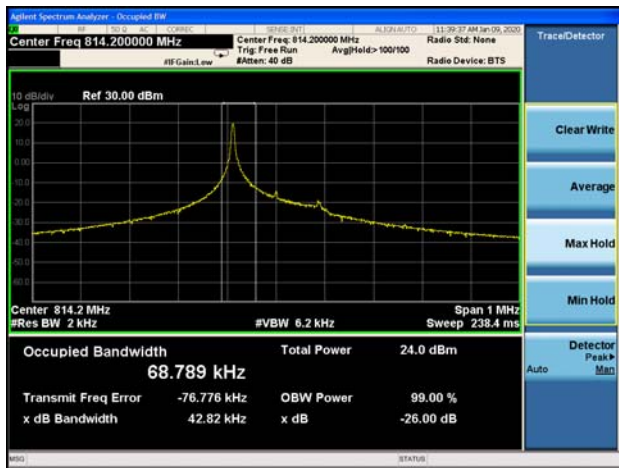 Agilent Spectrum Analyzer - Occupied BW
RF 50 Ω AC CORREC SENSE:INT ALIGN AUTO 11:39:37 AM Jan 09, 2020
Center Freq 814.200000 MHz
Center Freq: 814.200000 MHz
Radio Std: None
Trig: Free Run
Avg|Hold:> 100/100
#IFGain:Low
#Atten: 40 dB
Radio Device: BTS
Trace/Detector
10 dB/div Ref 30.00 dBm
Log
20.0
10.0
0.00
-10.0
-20.0
-30.0
-40.0
-50.0
-60.0
Clear Write
Average
Max Hold
Min Hold
Center 814.2 MHz
Span 1 MHz
#Res BW 2 kHz
#VBW 6.2 kHz
Sweep 238.4 ms
Occupied Bandwidth
Total Power 24.0 dBm
68.789 kHz
Transmit Freq Error -76.776 kHz
OBW Power 99.00 %
x dB Bandwidth 42.82 kHz
x dB -26.00 dB
Detector
Peak▶
Auto Man
MSG
STATUS